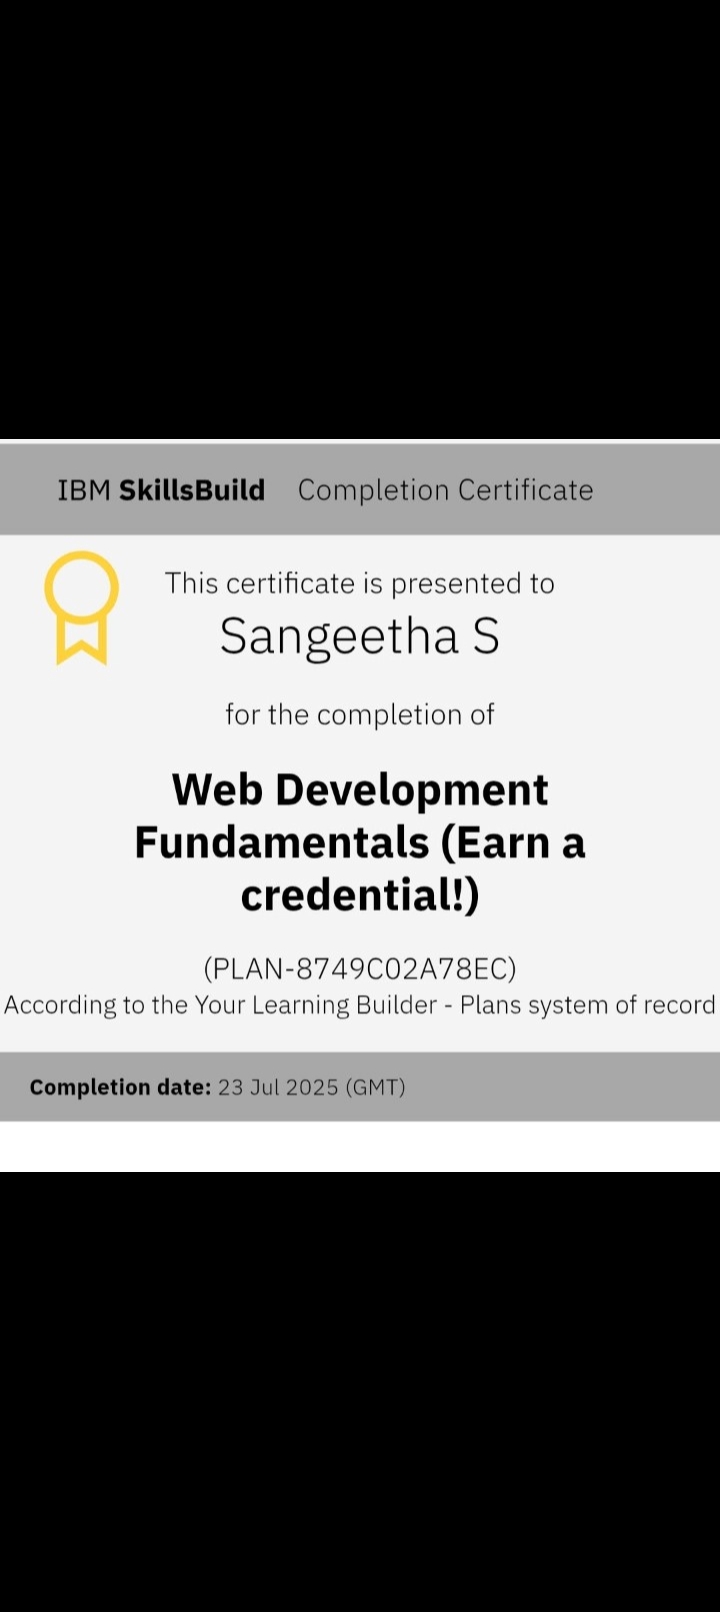 IBM SkillsBuild Completion Certificate
This certificate is presented to
Sangeetha S
for the completion of
Web Development
Fundamentals (Earn a
credential!)
(PLAN-8749C02A78EC)
According to the Your Learning Builder - Plans system of record
Completion date: 23 Jul 2025 (GMT)